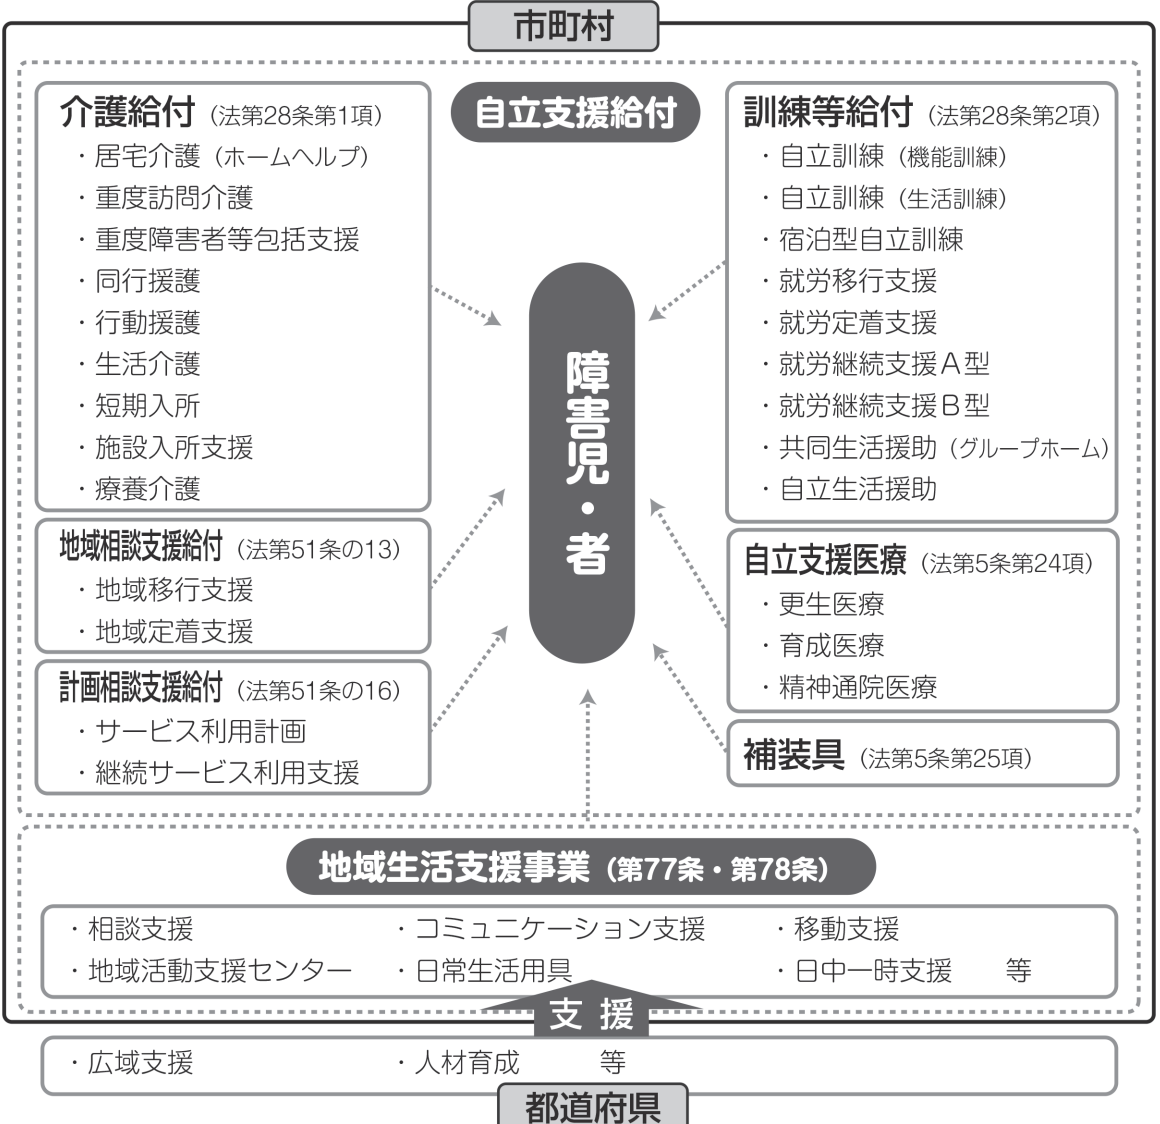 市町村
自立支援給付
介護給付（法第28条第1項）
・居宅介護（ホームヘルプ）
・重度訪問介護
・重度障害者等包括支援
・同行援護
・行動援護
・生活介護
・短期入所
・施設入所支援
・療養介護
地域相談支援給付（法第51条の13）
・地域移行支援
・地域定着支援
計画相談支援給付（法第51条の16）
・サービス利用計画
・継続サービス利用支援
障害児・者
訓練等給付（法第28条第2項）
・自立訓練（機能訓練）
・自立訓練（生活訓練）
・宿泊型自立訓練
・就労移行支援
・就労定着支援
・就労継続支援A型
・就労継続支援B型
・共同生活援助（グループホーム）
・自立生活援助
自立支援医療（法第5条第24項）
・更生医療
・育成医療
・精神通院医療
補装具（法第5条第25項）
地域生活支援事業（第77条・第78条）
・相談支援 ・コミュニケーション支援 ・移動支援
・地域活動支援センター ・日常生活用具 ・日中一時支援 等
支援
・広域支援 ・人材育成 等
都道府県